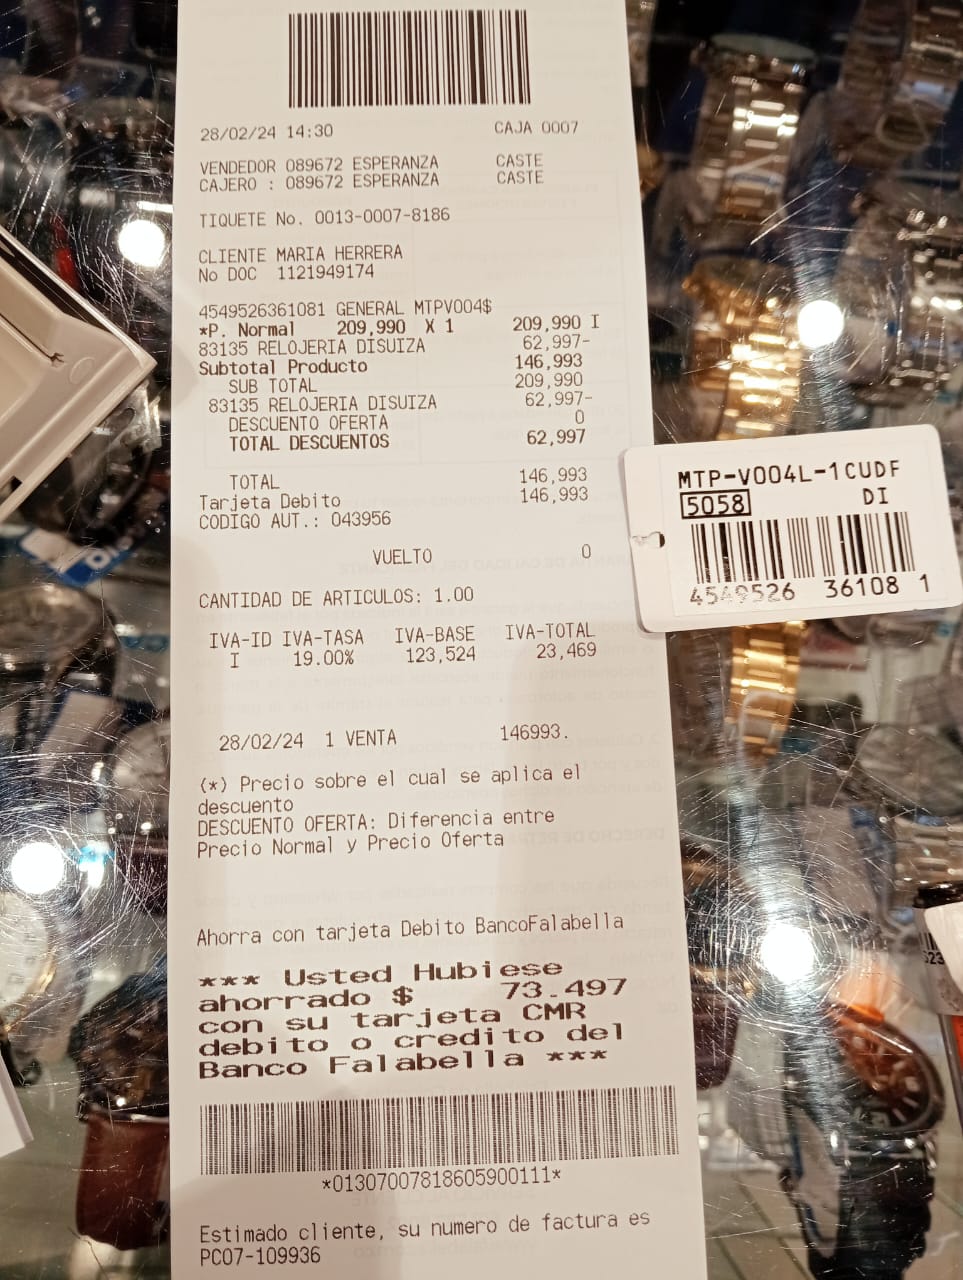 28/02/24 14:30 CAJA 0007
VENDEDOR 089672 ESPERANZA CASTE
CAJERO : 089672 ESPERANZA CASTE
TIQUETE No. 0013-0007-8186
CLIENTE MARIA HERRERA
No DOC 1121949174
4549526361081 GENERAL MTPV004$
*P. Normal 209,990 X 1 209,990 I
83135 RELOJERIA DISUIZA 62,997-
Subtotal Producto 146,993
SUB TOTAL 209,990
83135 RELOJERIA DISUIZA 62,997-
DESCUENTO OFERTA 0
TOTAL DESCUENTOS 62,997
TOTAL 146,993
Tarjeta Debito 146,993
CODIGO AUT.: 043956
VUELTO 0
CANTIDAD DE ARTICULOS: 1.00
IVA-ID IVA-TASA IVA-BASE IVA-TOTAL
I 19.00% 123,524 23,469
28/02/24 1 VENTA 146993.
(*) Precio sobre el cual se aplica el
descuento
DESCUENTO OFERTA: Diferencia entre
Precio Normal y Precio Oferta
Ahorra con tarjeta Debito BancoFalabella
*** Usted Hubiese
ahorrado $ 73.497
con su tarjeta CMR
debito o credito del
Banco Falabella ***
*01307007818605900111*
Estimado cliente, su numero de factura es
PC07-109936
MTP-V004L-1CUDF
5058 DI
4549526 36108 1